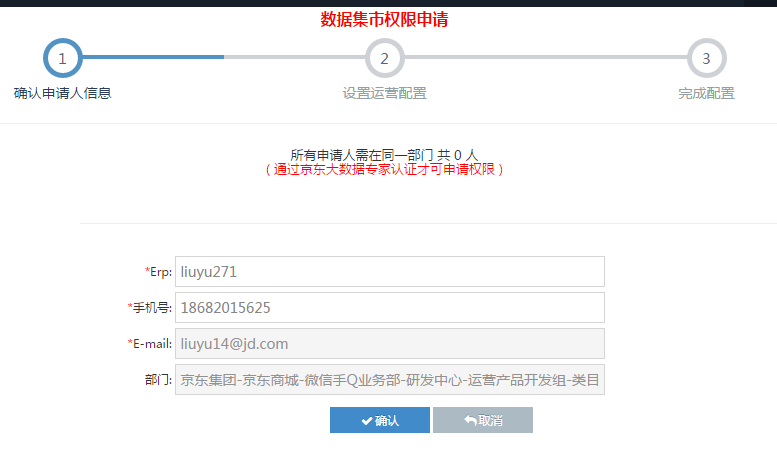 数据集市权限申请
1
2
3
确认申请人信息
设置运营配置
完成配置
所有申请人需在同一部门 共 0 人
（通过京东大数据专家认证才可申请权限）
*Erp: liuyu271
*手机号: 18682015625
*E-mail: liuyu14@jd.com
部门: 京东集团-京东商城-微信手Q业务部-研发中心-运营产品开发组-类目
确认 取消